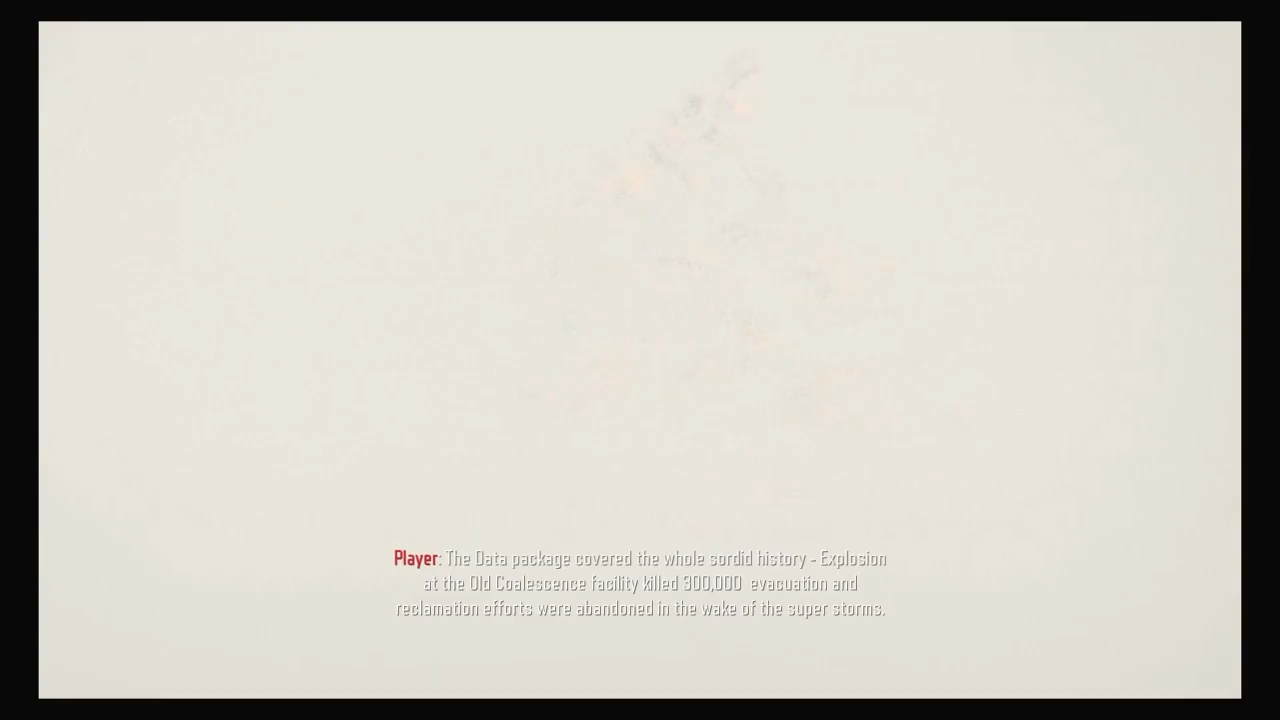 Player: The Data package covered the whole sordid history - Explosion
at the Old Coalescence facility killed 300,000 evacuation and
reclamation efforts were abandoned in the wake of the super storms.